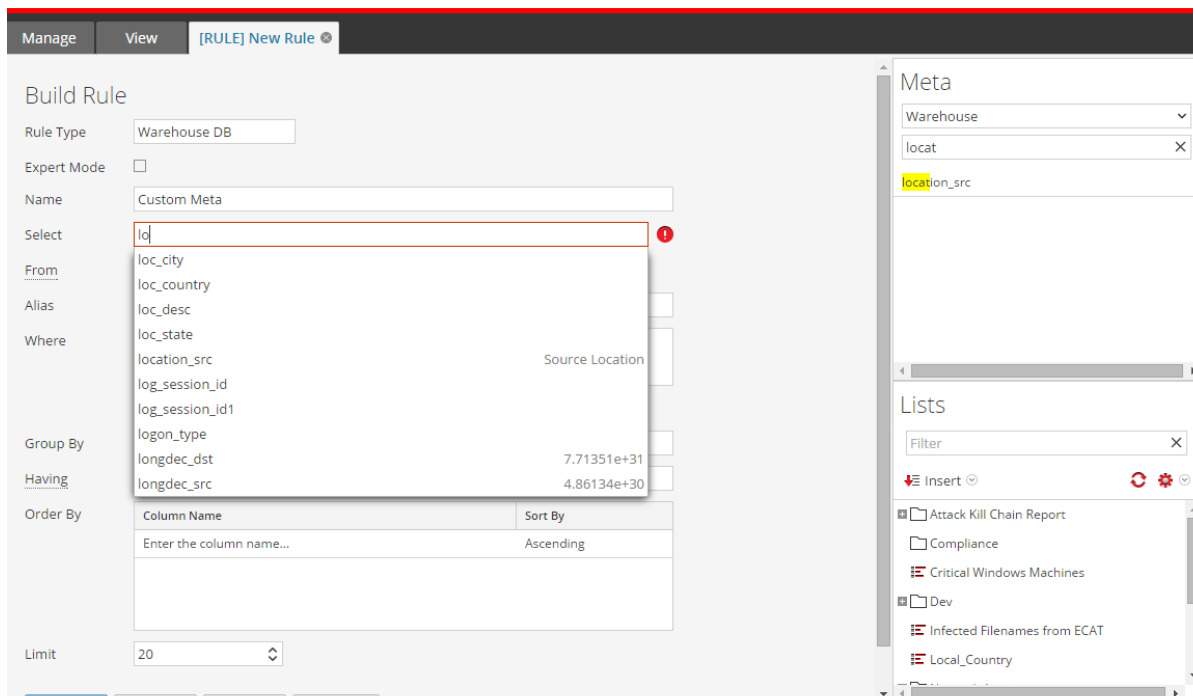 Manage View [RULE] New Rule
Build Rule
Rule Type Warehouse DB
Expert Mode
Name Custom Meta
Select lo
loc_city
From
loc_country
Alias
loc_desc
loc_state
Where
location_src Source Location
log_session_id
log_session_id1
logon_type
Group By
longdec_dst 7.71351e+31
Having
longdec_src 4.86134e+30
Order By
Column Name Sort By
Enter the column name... Ascending
Limit 20
Meta
Warehouse
locat
location_src
Lists
Filter
Insert
Attack Kill Chain Report
Compliance
Critical Windows Machines
Dev
Infected Filenames from ECAT
Local_Country